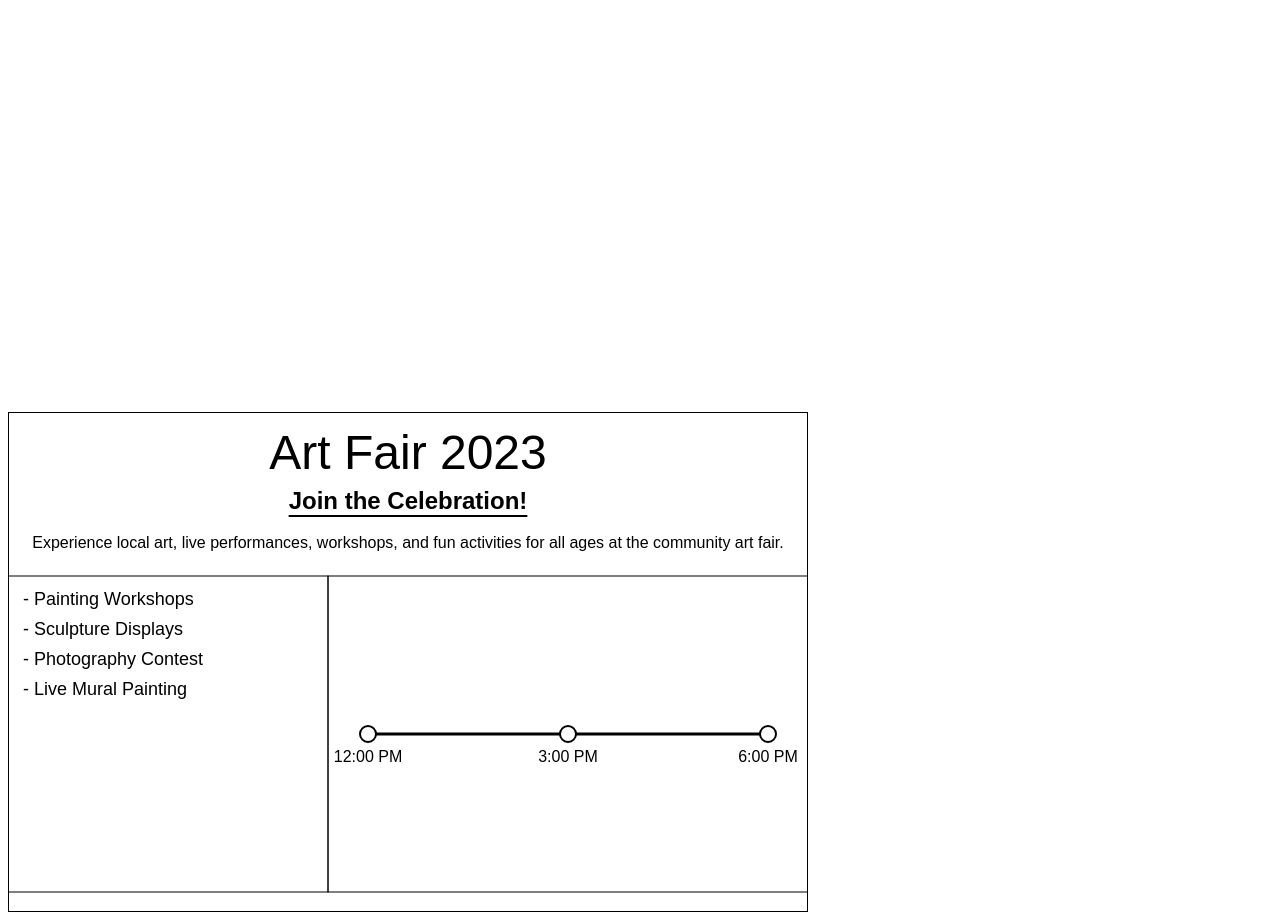 Art Fair 2023
Join the Celebration!
Experience local art, live performances, workshops, and fun activities for all ages at the community art fair.
- Painting Workshops
- Sculpture Displays
- Photography Contest
- Live Mural Painting
12:00 PM 3:00 PM 6:00 PM